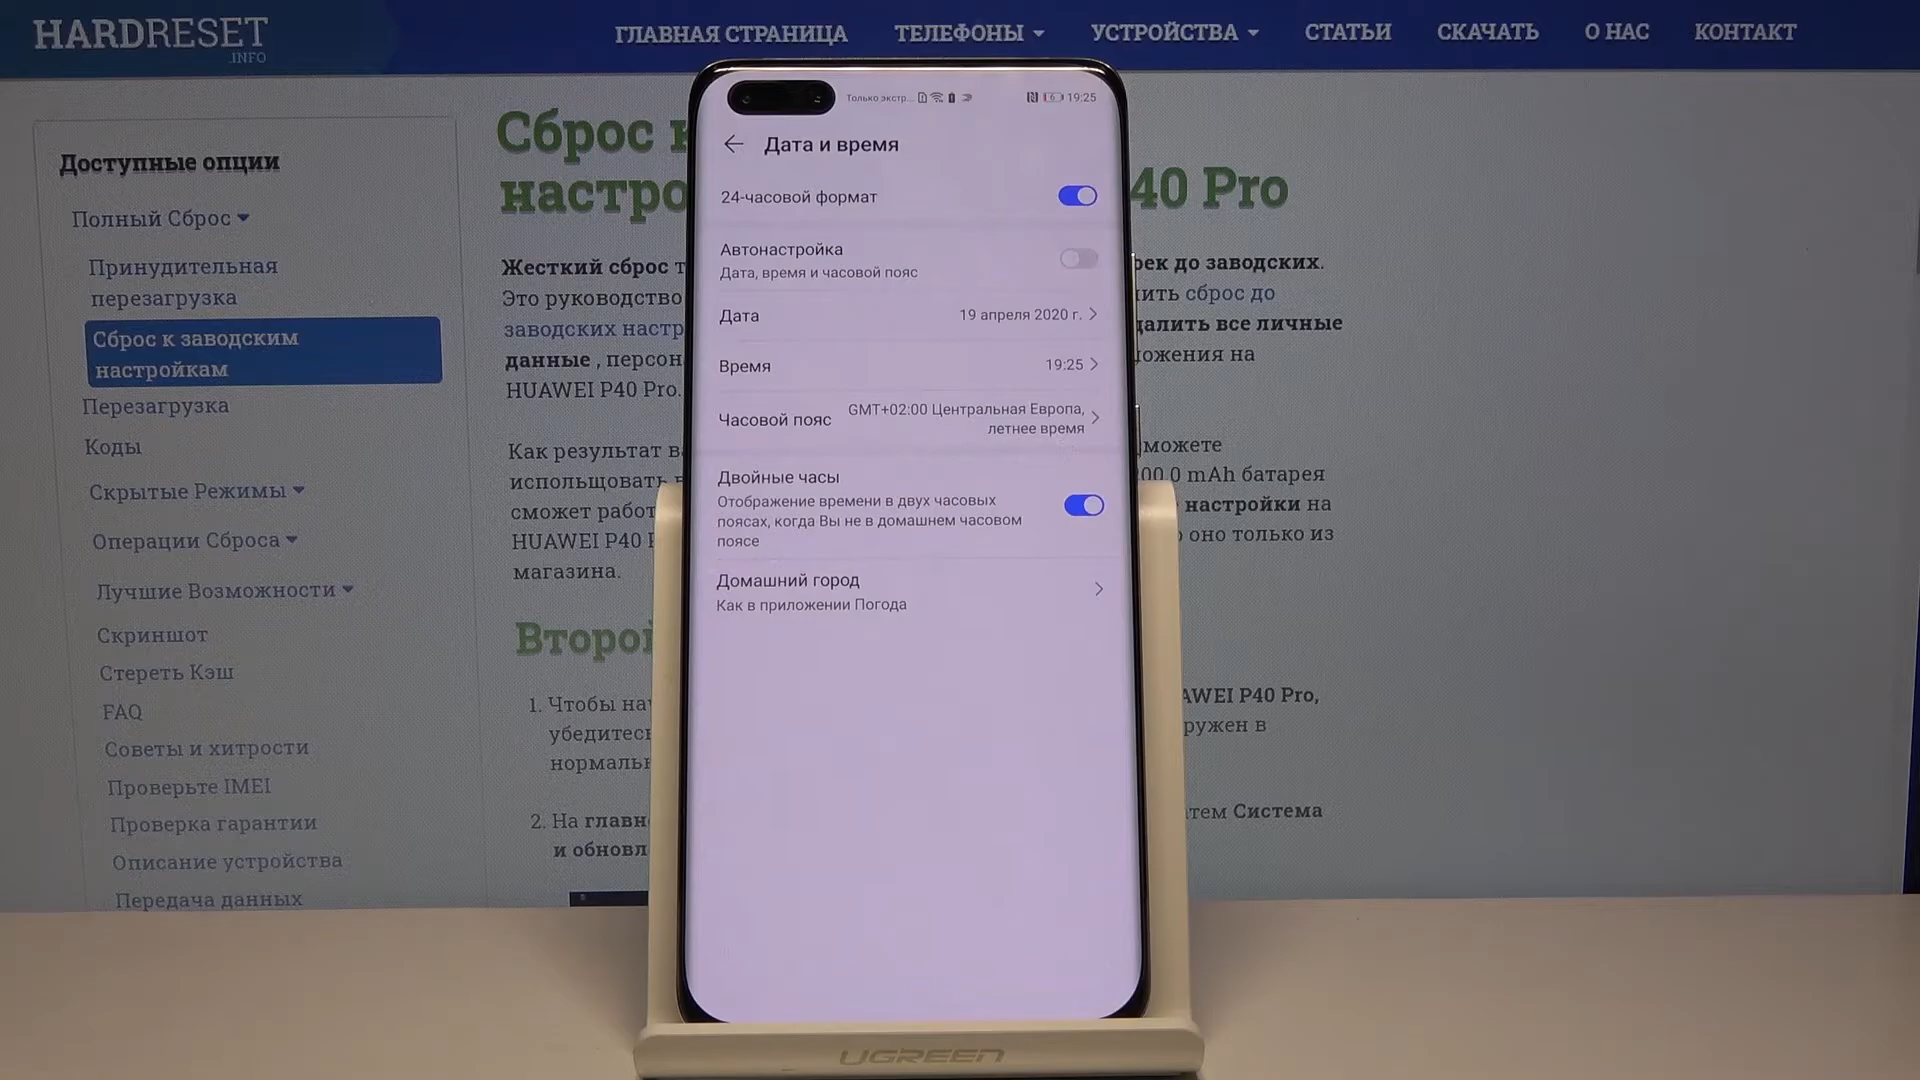 HARDRESET
.INFO
ГЛАВНАЯ СТРАНИЦА
ТЕЛЕФОНЫ
УСТРОЙСТВА
СТАТЬИ
СКАЧАТЬ
О НАС
КОНТАКТ
Доступные опции
Полный Сброс
Принудительная
перезагрузка
Сброс к заводским
настройкам
Перезагрузка
Коды
Скрытые Режимы
Операции Сброса
Лучшие Возможности
Скриншот
Стереть Кэш
FAQ
Советы и хитрости
Проверьте IMEI
Проверка гарантии
Описание устройства
Передача данных
Сброс к
настро
40 Pro
Жесткий сброс
рек до заводских.
Это руководство
ить сброс до
заводских настр
далить все личные
данные , персон
ложения на
HUAWEI P40 Pro.
Как результат
можете
использовать
00.0 mAh батарея
сможет работ
настройки на
HUAWEI P40
оно только из
магазина.
Второй
1. Чтобы на
AWEI P40 Pro,
убедитесь
ружен в
нормаль
2. На главн
атем Система
и обновл
Только экстр...
6
19:25
Дата и время
24-часовой формат
Автонастройка
Дата, время и часовой пояс
Дата
19 апреля 2020 г.
Время
19:25
Часовой пояс
GMT+02:00 Центральная Европа,
летнее время
Двойные часы
Отображение времени в двух часовых
поясах, когда Вы не в домашнем часовом
поясе
Домашний город
Как в приложении Погода
UGREEN